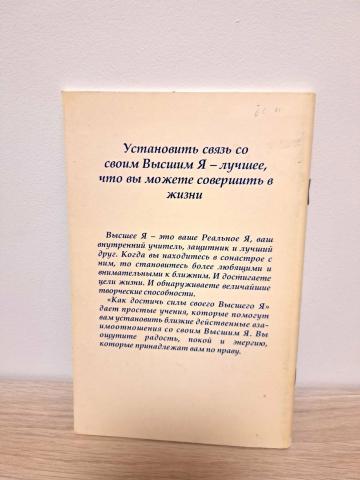 Установить связь со
своим Высшим Я – лучшее,
что вы можете совершить в
жизни
Высшее Я – это ваше Реальное Я, ваш
внутренний учитель, защитник и лучший
друг. Когда вы находитесь в сонастрое с
ним, то становитесь более любящими и
внимательными к ближним. И достигаете
цели жизни. И обнаруживаете величайшие
творческие способности.
«Как достичь силы своего Высшего Я»
дает простые учения, которые помогут
вам установить близкие действенные вза-
имоотношения со своим Высшим Я. Вы
ощутите радость, покой и энергию,
которые принадлежат вам по праву.